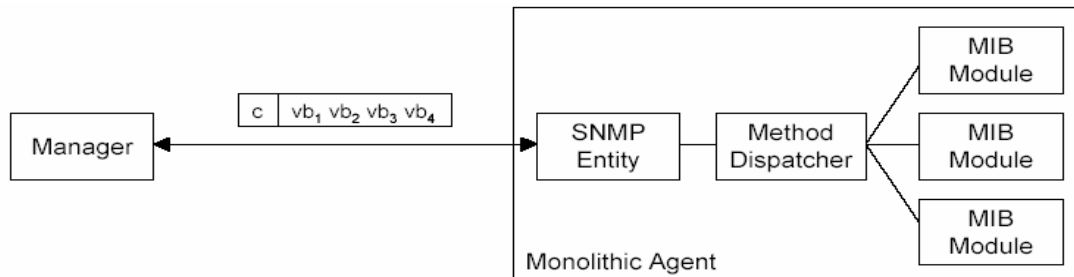 Manager
c vb₁ vb₂ vb₃ vb₄
SNMP
Entity
Method
Dispatcher
MIB
Module
MIB
Module
MIB
Module
Monolithic Agent